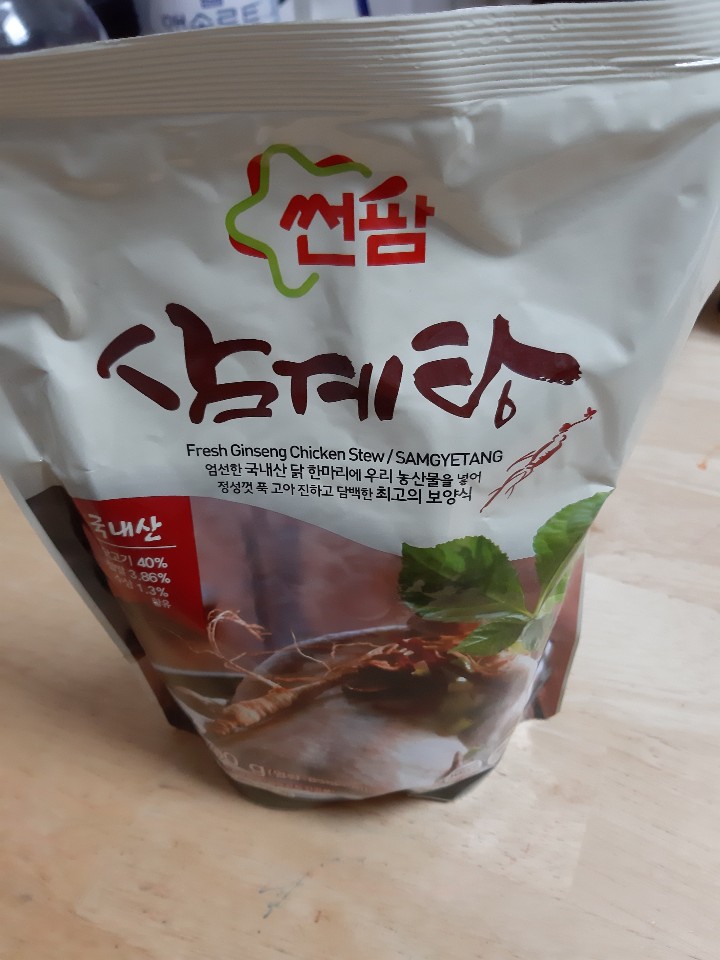 썬팜
삼계탕
Fresh Ginseng Chicken Stew / SAMGYETANG
엄선한 국내산 닭 한마리에 우리 농산물을 넣어
정성껏 푹 고아 진하고 담백한 최고의 보양식
국내산
40%
3.86%
1.3%
함유
g